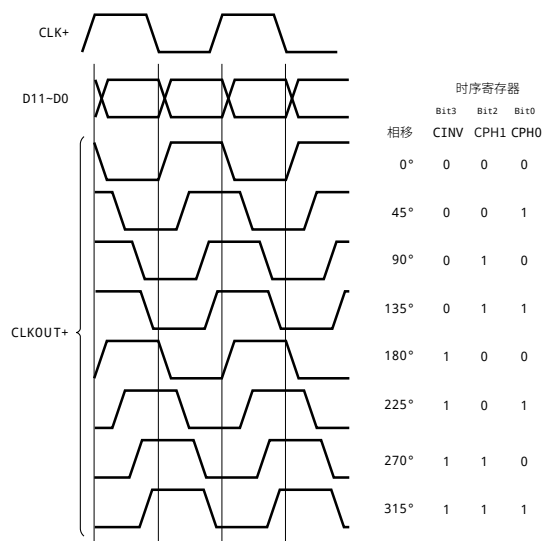 CLK+
D11~D0
时序寄存器
Bit3 Bit2 Bit0
相移 CINV CPH1 CPH0
0° 0 0 0
45° 0 0 1
90° 0 1 0
135° 0 1 1
CLKOUT+
180° 1 0 0
225° 1 0 1
270° 1 1 0
315° 1 1 1